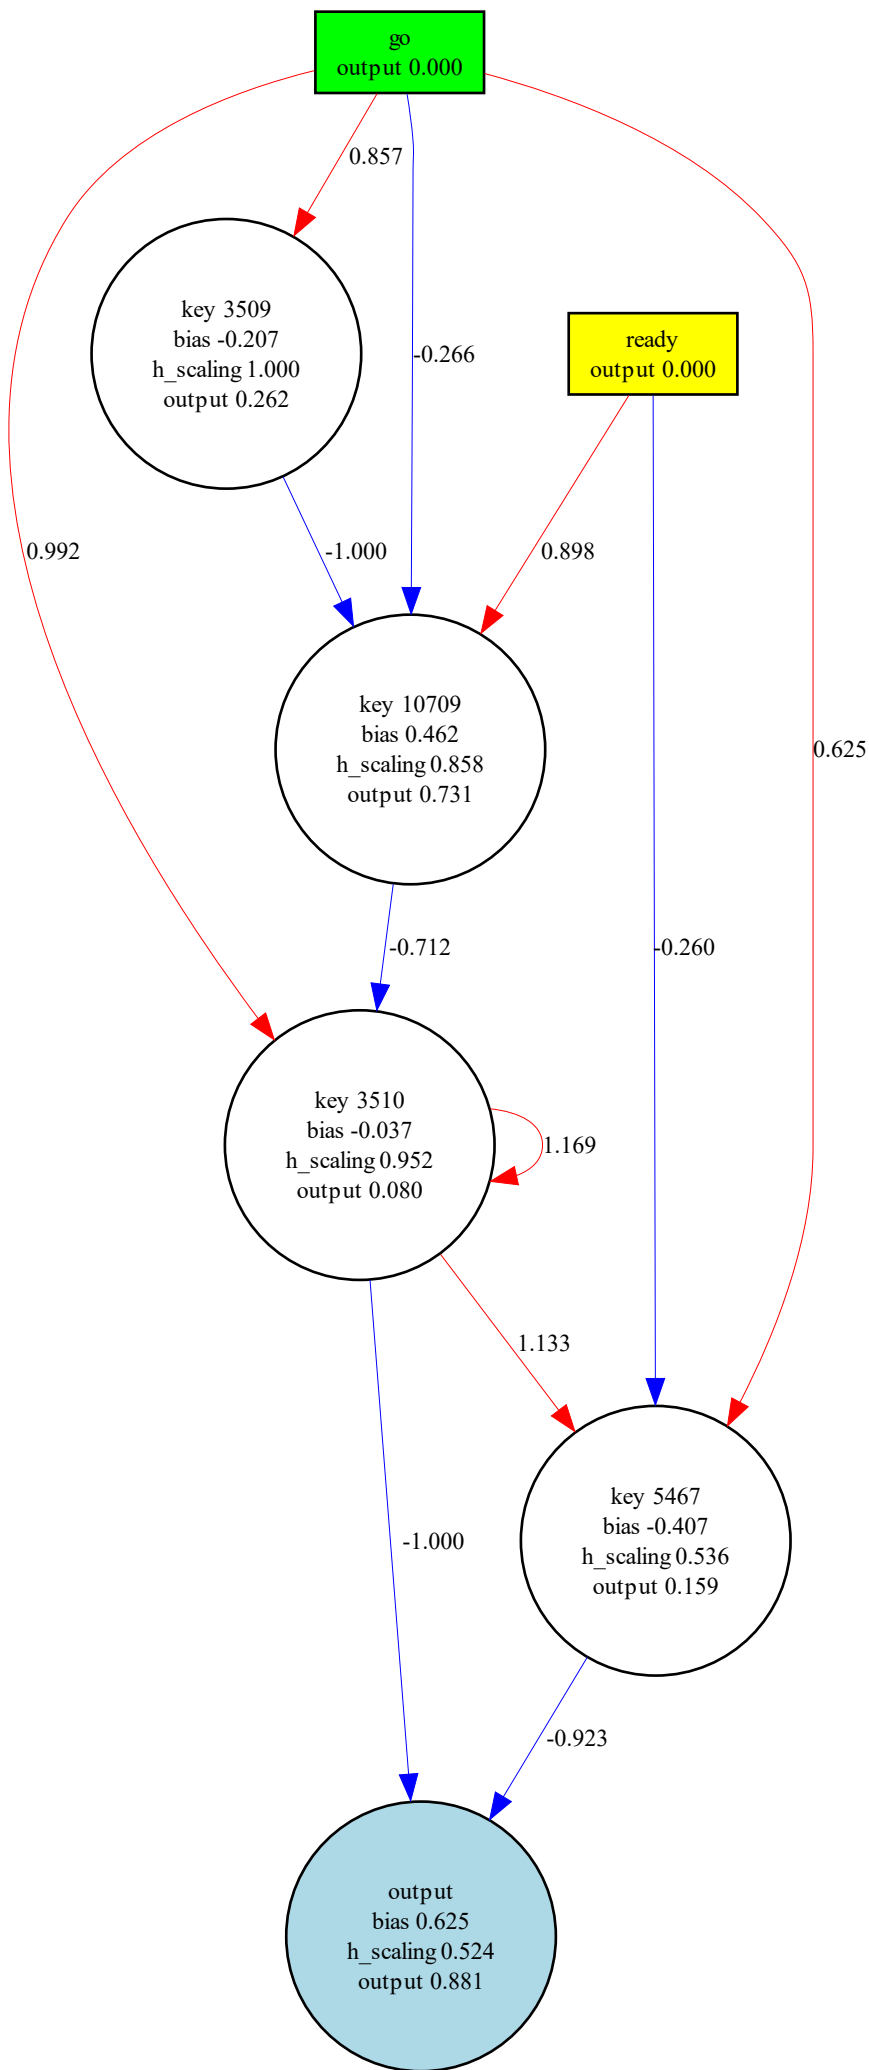 go
output 0.000
0.857
key 3509
bias -0.207
h_scaling 1.000
output 0.262
-0.266
ready
output 0.000
0.992
-1.000
0.898
key 10709
bias 0.462
h_scaling 0.858
output 0.731
0.625
-0.712
-0.260
key 3510
bias -0.037
h_scaling 0.952
output 0.080
1.169
1.133
key 5467
bias -0.407
h_scaling 0.536
output 0.159
-1.000
-0.923
output
bias 0.625
h_scaling 0.524
output 0.881